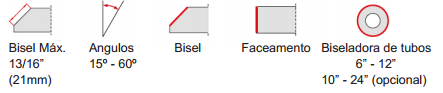 Bisel Máx.
13/16”
(21mm)
Angulos
15º - 60º
Bisel
Faceamento
Biseladora de tubos
6” - 12”
10” - 24” (opcional)